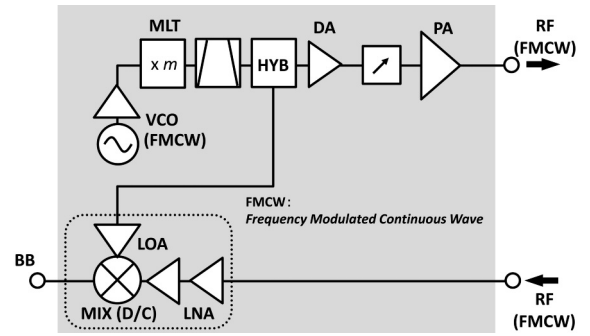 MLT
DA
PA
RF
(FMCW)
x m
HYB
VCO
(FMCW)
FMCW :
Frequency Modulated Continuous Wave
LOA
BB
MIX (D/C)
LNA
RF
(FMCW)